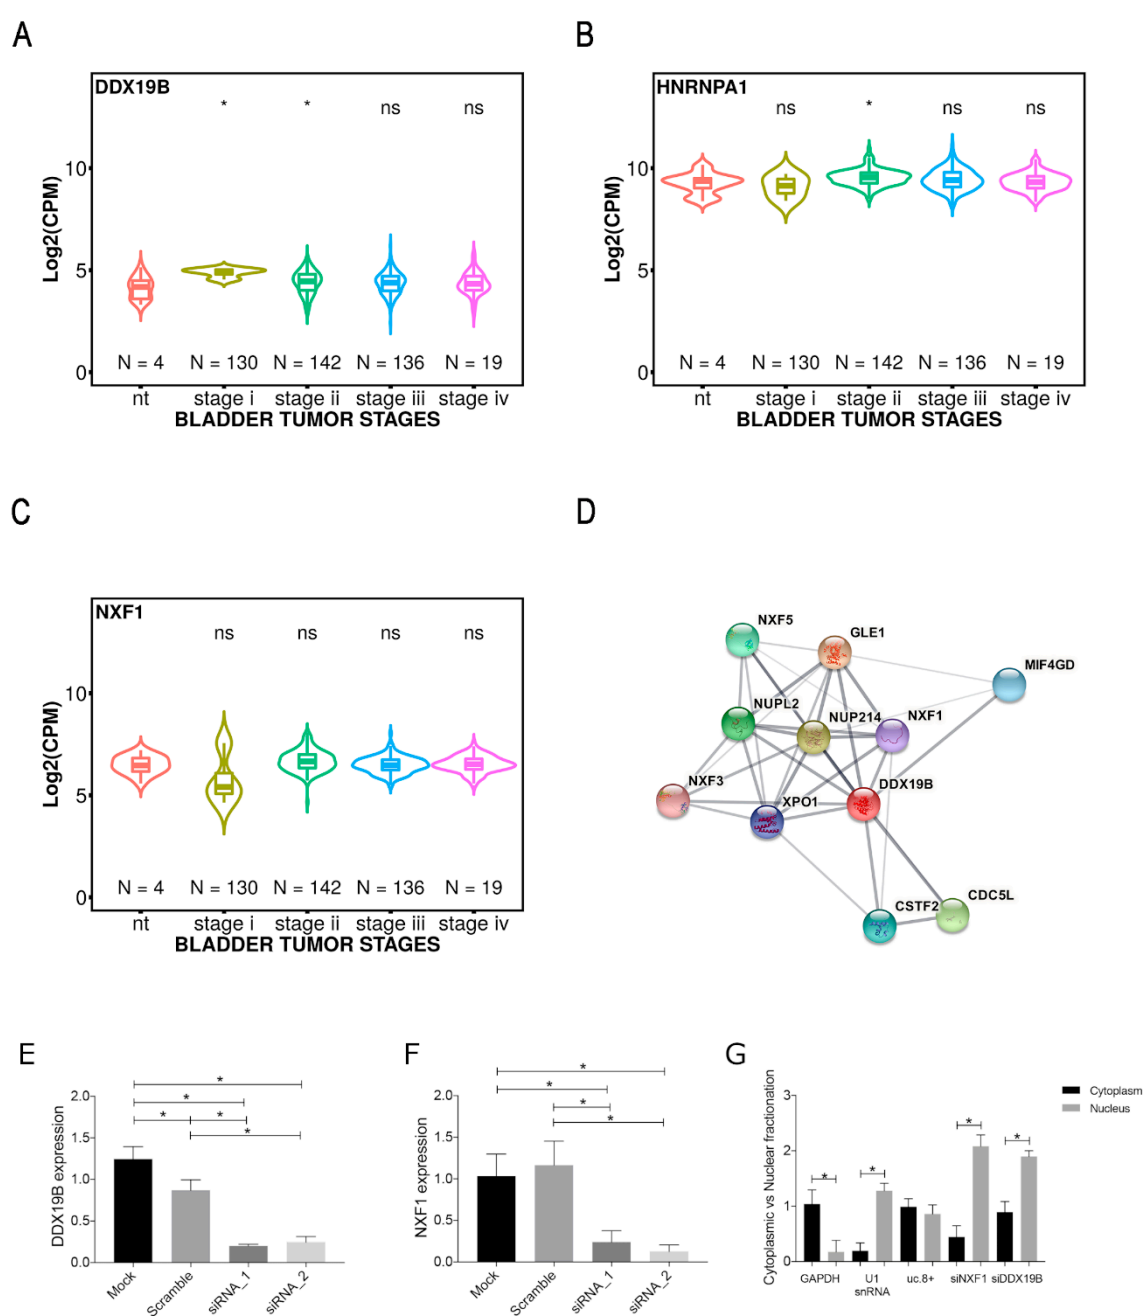 A
DDX19B
* * ns ns
Log2(CPM)
10
5
0
N = 4 N = 130 N = 142 N = 136 N = 19
nt stage i stage ii stage iii stage iv
BLADDER TUMOR STAGES
B
HNRNPA1
ns * ns ns
Log2(CPM)
10
5
0
N = 4 N = 130 N = 142 N = 136 N = 19
nt stage i stage ii stage iii stage iv
BLADDER TUMOR STAGES
C
NXF1
ns ns ns ns
Log2(CPM)
10
5
0
N = 4 N = 130 N = 142 N = 136 N = 19
nt stage i stage ii stage iii stage iv
BLADDER TUMOR STAGES
D
NXF5
GLE1
MIF4GD
NUPL2
NUP214
NXF1
NXF3
XPO1
DDX19B
CSTF2
CDC5L
E
*
*
* *
*
DDX19B expression
2.0
1.5
1.0
0.5
0.0
Mock Scramble siRNA_1 siRNA_2
F
*
*
*
*
NXF1 expression
2.0
1.5
1.0
0.5
0.0
Mock Scramble siRNA_1 siRNA_2
G
Cytoplasm
Nucleus
Cytoplasmic vs Nuclear fractionation
3
2
1
0
* * * *
GAPDH U1 snRNA uc.8+ siNXF1 siDDX19B